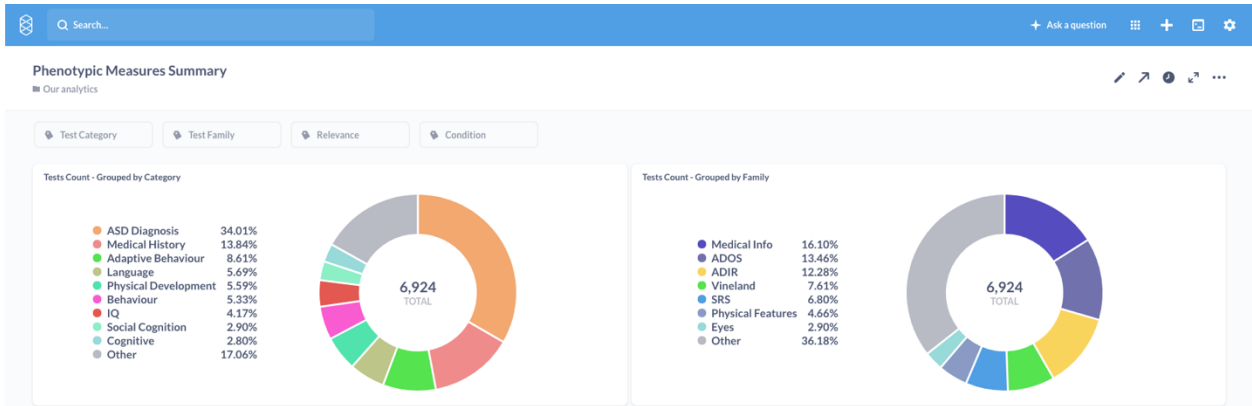 Search...
Ask a question
Phenotypic Measures Summary
Our analytics
Test Category
Test Family
Relevance
Condition
Tests Count - Grouped by Category
ASD Diagnosis 34.01%
Medical History 13.84%
Adaptive Behaviour 8.61%
Language 5.69%
Physical Development 5.59%
Behaviour 5.33%
IQ 4.17%
Social Cognition 2.90%
Cognitive 2.80%
Other 17.06%
6,924
TOTAL
Tests Count - Grouped by Family
Medical Info 16.10%
ADOS 13.46%
ADIR 12.28%
Vineland 7.61%
SRS 6.80%
Physical Features 4.66%
Eyes 2.90%
Other 36.18%
6,924
TOTAL